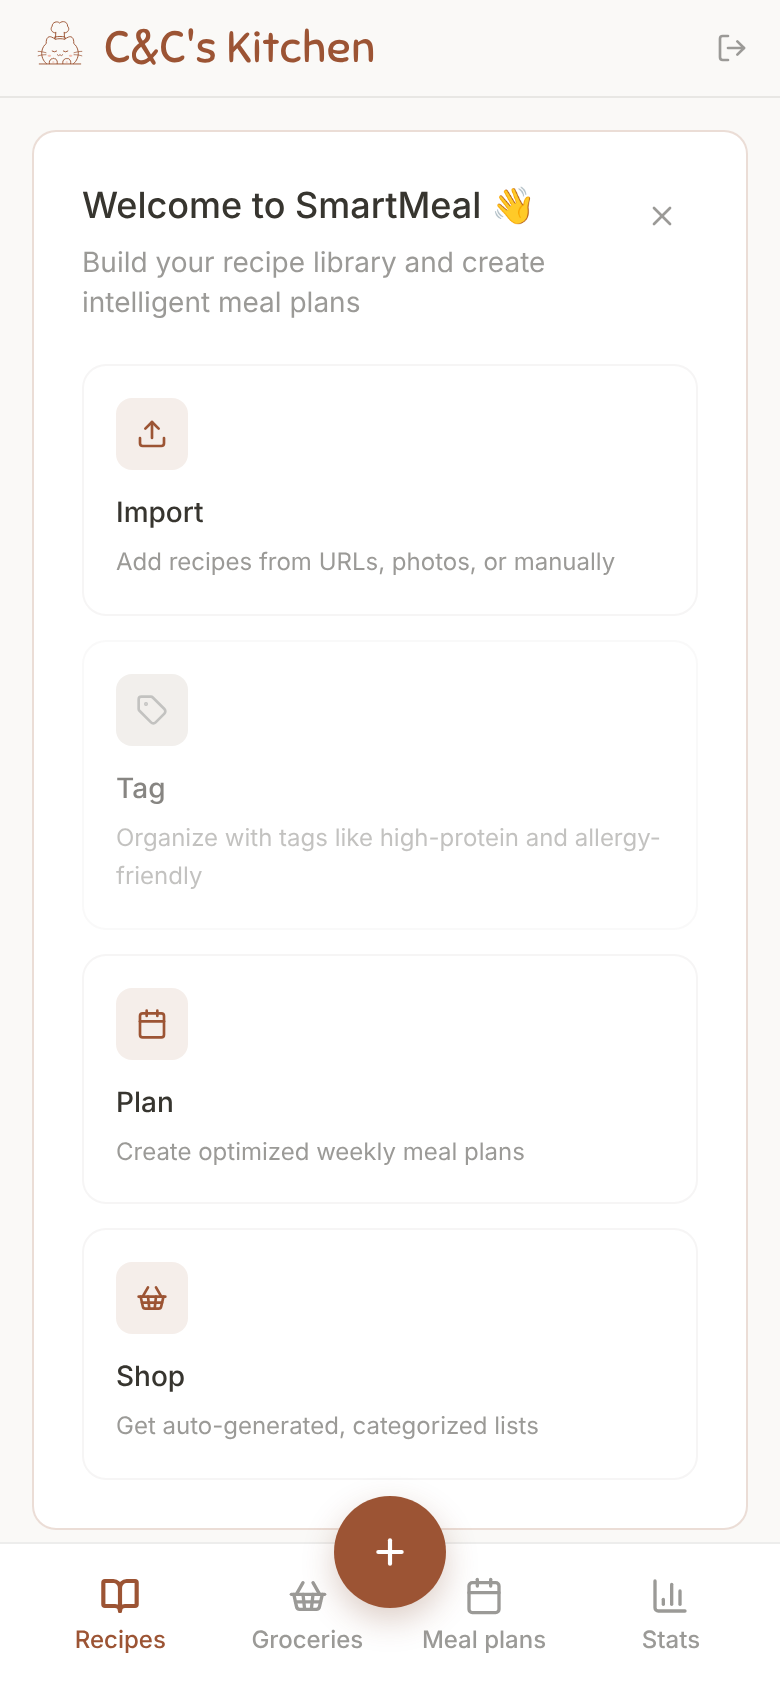 C&C's Kitchen
Welcome to SmartMeal 👋
Build your recipe library and create
intelligent meal plans
Import
Add recipes from URLs, photos, or manually
Tag
Organize with tags like high-protein and allergy-
friendly
Plan
Create optimized weekly meal plans
Shop
Get auto-generated, categorized lists
Recipes
Groceries
Meal plans
Stats